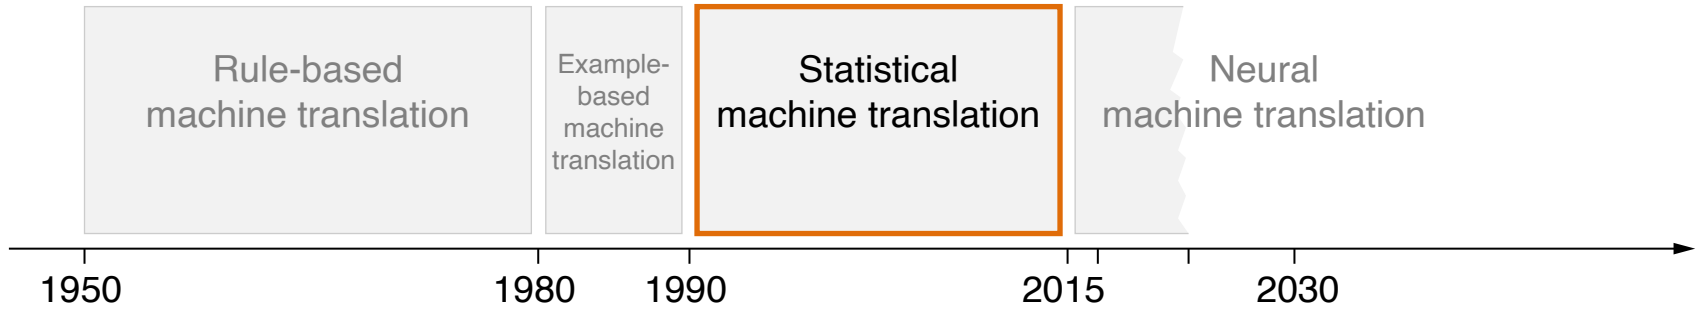 Rule-based
machine translation
Example-
based
machine
translation
Statistical
machine translation
Neural
machine translation
1950
1980
1990
2015
2030